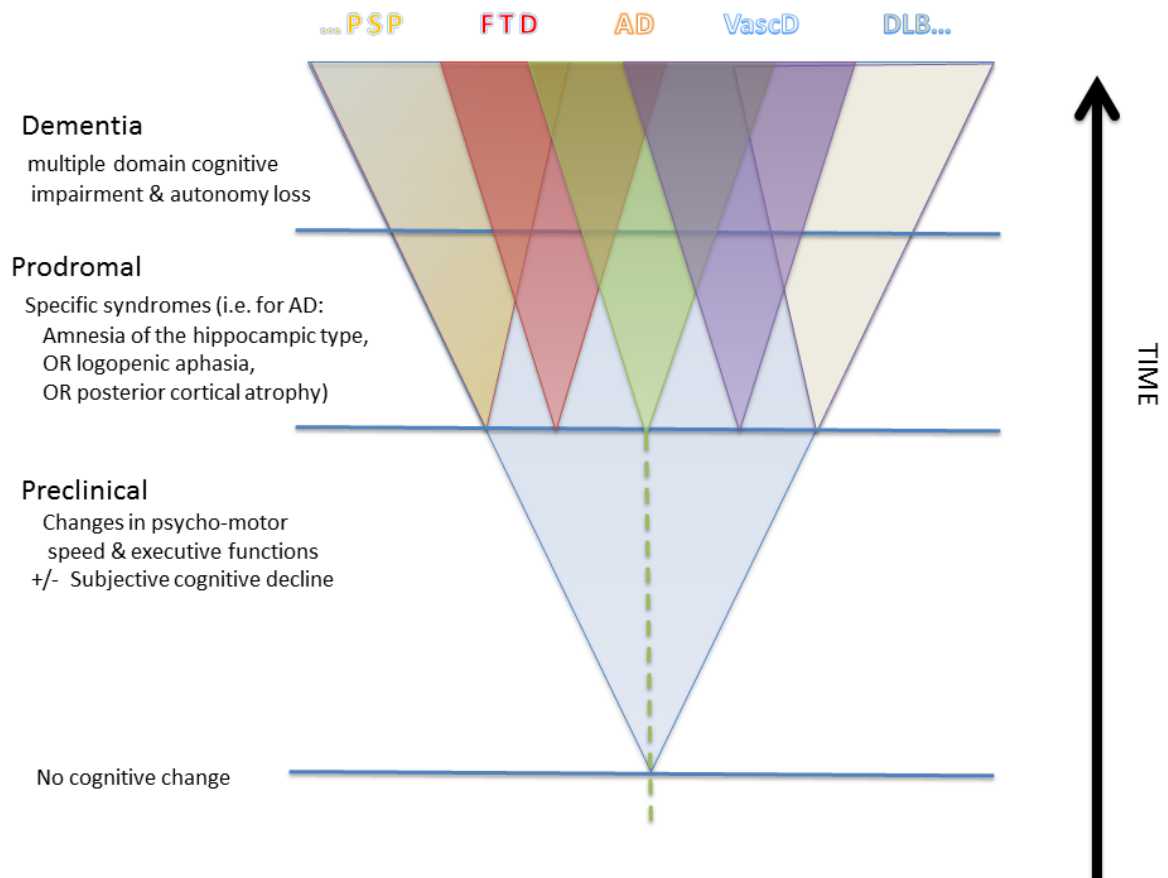 ...PSP FTD AD VascD DLB...
Dementia
multiple domain cognitive
impairment & autonomy loss
Prodromal
Specific syndromes (i.e. for AD:
Amnesia of the hippocampic type,
OR logopenic aphasia,
OR posterior cortical atrophy)
TIME
Preclinical
Changes in psycho-motor
speed & executive functions
+/- Subjective cognitive decline
No cognitive change